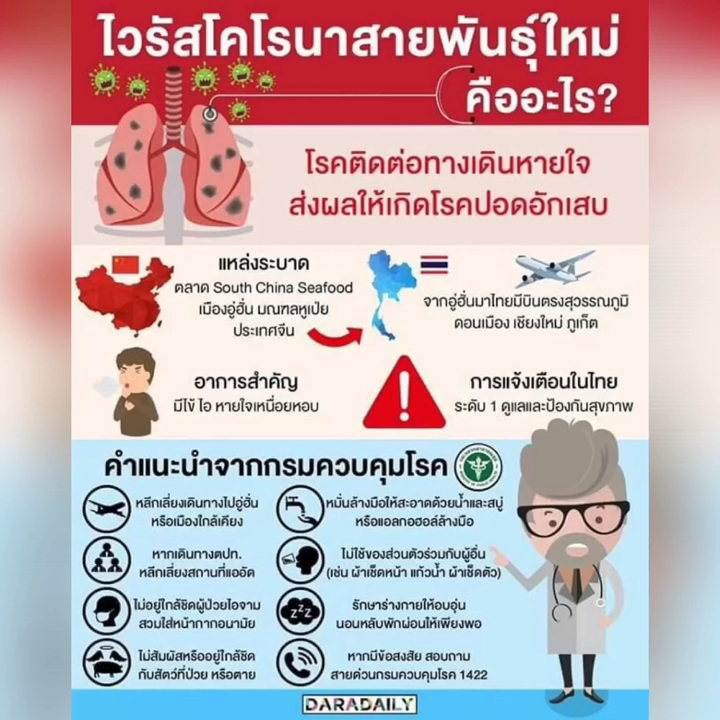 ไวรัสโคโรนาสายพันธุ์ใหม่
คืออะไร?
โรคติดต่อทางเดินหายใจ
ส่งผลให้เกิดโรคปอดอักเสบ
แหล่งระบาด
ตลาด South China Seafood
เมืองอู่ฮั่น มณฑลหูเป่ย
ประเทศจีน
จากอู่ฮั่นมาไทยมีบินตรงสุวรรณภูมิ
ดอนเมือง เชียงใหม่ ภูเก็ต
อาการสำคัญ
มีไข้ ไอ หายใจเหนื่อยหอบ
การแจ้งเตือนในไทย
ระดับ 1 ดูแลและป้องกันสุขภาพ
คำแนะนำจากกรมควบคุมโรค
หลีกเลี่ยงเดินทางไปอู่ฮั่น
หรือเมืองใกล้เคียง
หมั่นล้างมือให้สะอาดด้วยน้ำและสบู่
หรือแอลกอฮอล์ล้างมือ
หากเดินทางตปท.
หลีกเลี่ยงสถานที่แออัด
ไม่ใช้ของส่วนตัวร่วมกับผู้อื่น
(เช่น ผ้าเช็ดหน้า แก้วน้ำ ผ้าเช็ดตัว)
ไม่อยู่ใกล้ชิดผู้ป่วยไอจาม
สวมใส่หน้ากากอนามัย
zzz
รักษาร่างกายให้อบอุ่น
นอนหลับพักผ่อนให้เพียงพอ
ไม่สัมผัสหรืออยู่ใกล้ชิด
กับสัตว์ที่ป่วย หรือตาย
หากมีข้อสงสัย สอบถาม
สายด่วนกรมควบคุมโรค 1422
DARADAILY